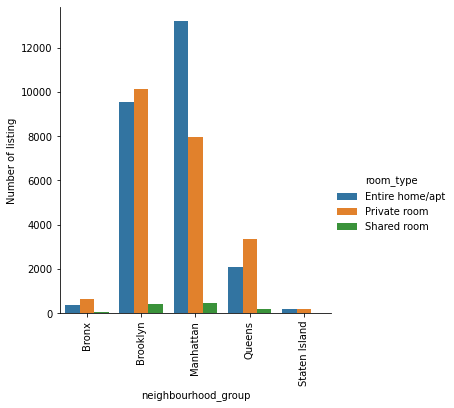 Number of listing
12000
10000
8000
6000
4000
2000
0
Bronx
Brooklyn
Manhattan
Queens
Staten Island
neighbourhood_group
room_type
Entire home/apt
Private room
Shared room